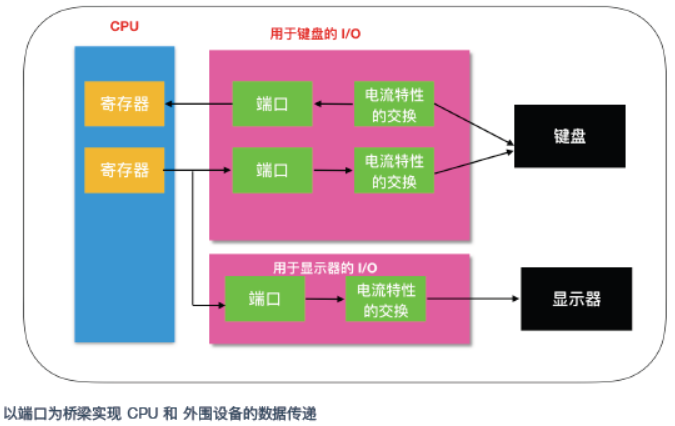 CPU
用于键盘的 I/O
寄存器
端口
电流特性
的交换
键盘
寄存器
端口
电流特性
的交换
用于显示器的 I/O
端口
电流特性
的交换
显示器
以端口为桥梁实现 CPU 和 外围设备的数据传递